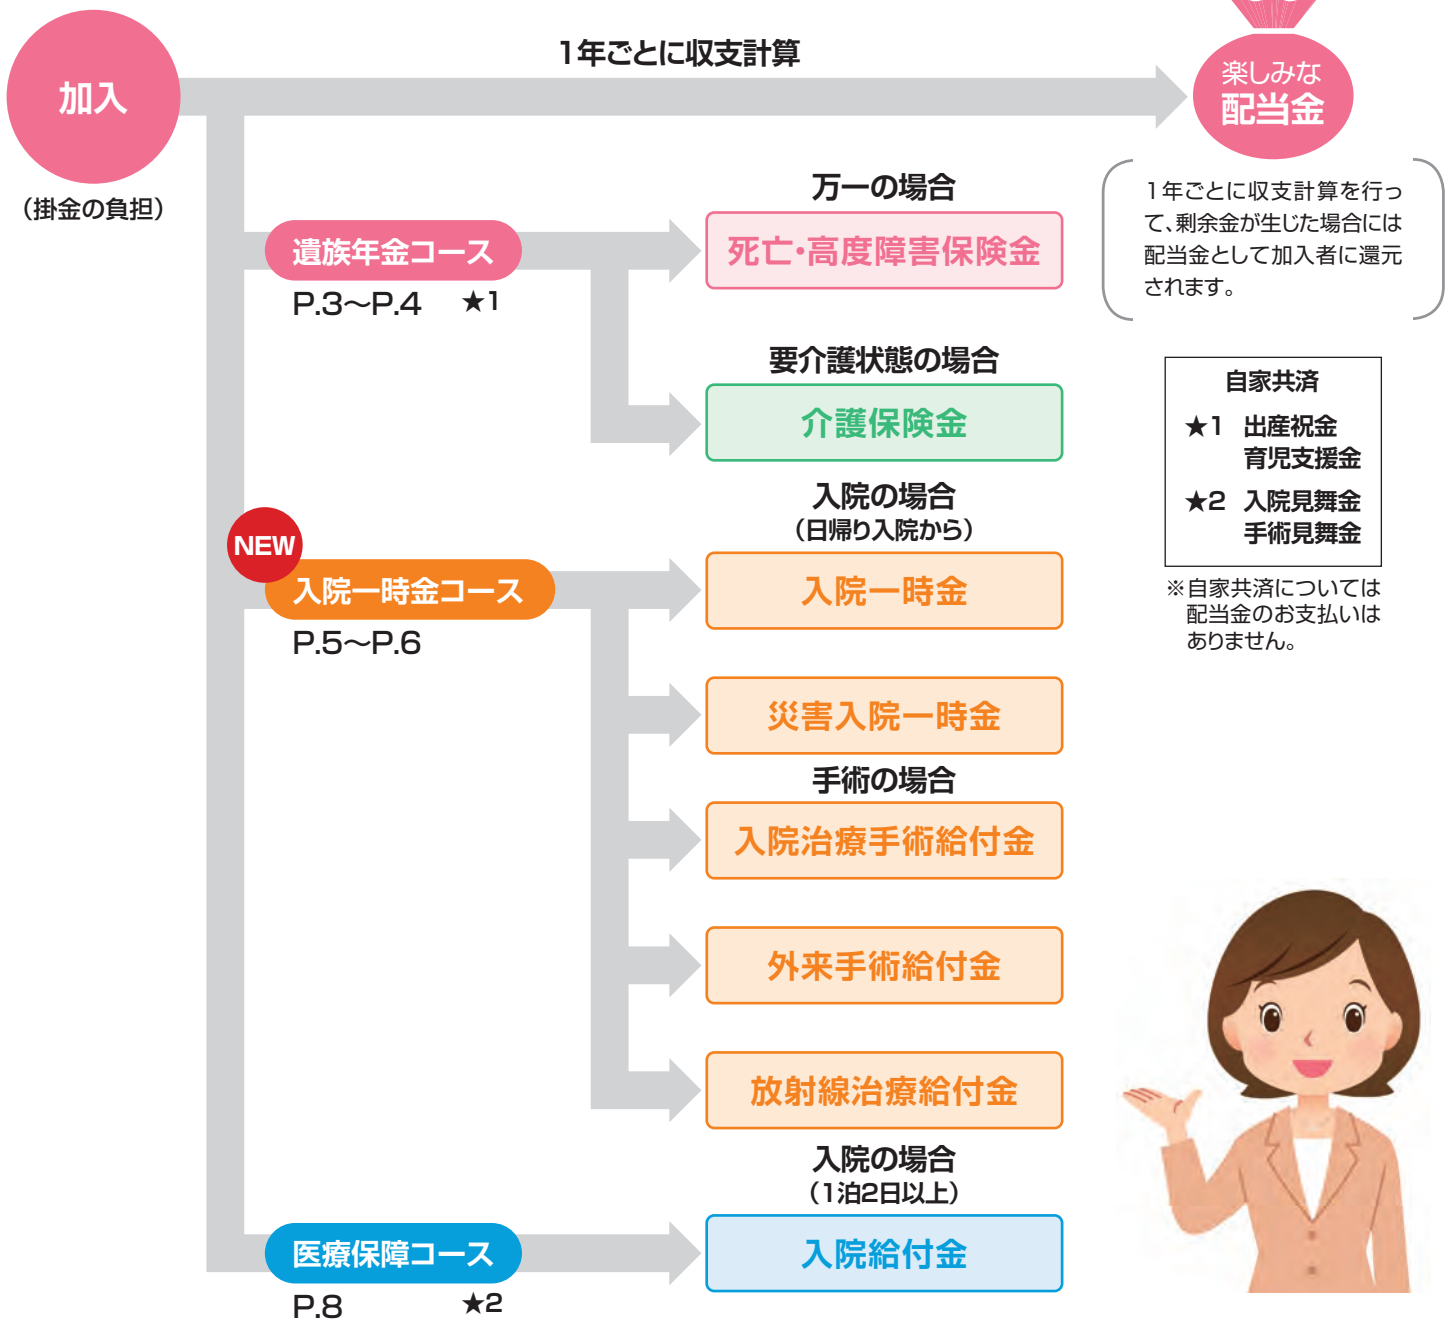 加入
(掛金の負担)
1年ごとに収支計算
楽しみな
配当金
1年ごとに収支計算を行っ
て、剰余金が生じた場合には
配当金として加入者に還元
されます。
遺族年金コース
P.3〜P.4 ★1
万一の場合
死亡・高度障害保険金
要介護状態の場合
介護保険金
自家共済
★1 出産祝金
育児支援金
★2 入院見舞金
手術見舞金
※自家共済については
配当金のお支払いは
ありません。
NEW
入院一時金コース
P.5〜P.6
入院の場合
(日帰り入院から)
入院一時金
災害入院一時金
手術の場合
入院治療手術給付金
外来手術給付金
放射線治療給付金
医療保障コース
P.8 ★2
入院の場合
(1泊2日以上)
入院給付金